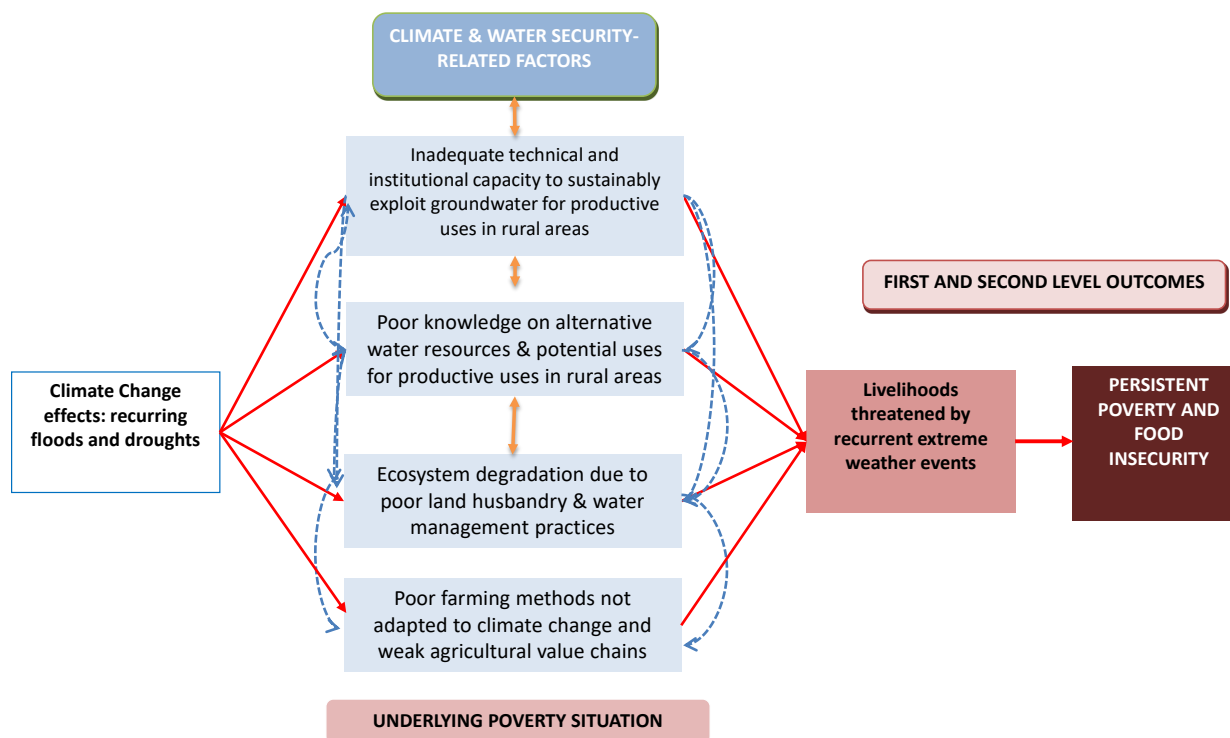 CLIMATE & WATER SECURITY-
RELATED FACTORS
Inadequate technical and
institutional capacity to sustainably
exploit groundwater for productive
uses in rural areas
FIRST AND SECOND LEVEL OUTCOMES
Poor knowledge on alternative
water resources & potential uses
for productive uses in rural areas
Climate Change
effects: recurring
floods and droughts
Livelihoods
threatened by
recurrent extreme
weather events
PERSISTENT
POVERTY AND
FOOD
INSECURITY
Ecosystem degradation due to
poor land husbandry & water
management practices
Poor farming methods not
adapted to climate change and
weak agricultural value chains
UNDERLYING POVERTY SITUATION